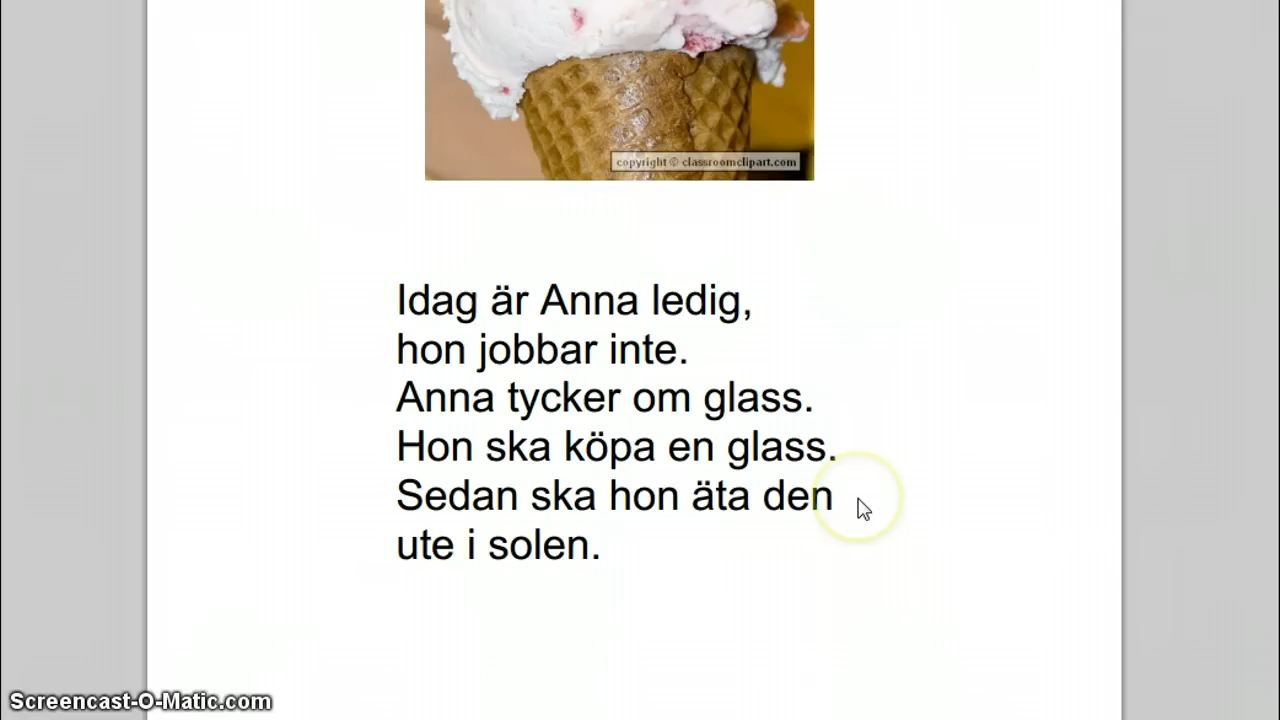 copyright © classroomclipart.com
Idag är Anna ledig,
hon jobbar inte.
Anna tycker om glass.
Hon ska köpa en glass.
Sedan ska hon äta den
ute i solen.
Screencast-O-Matic.com